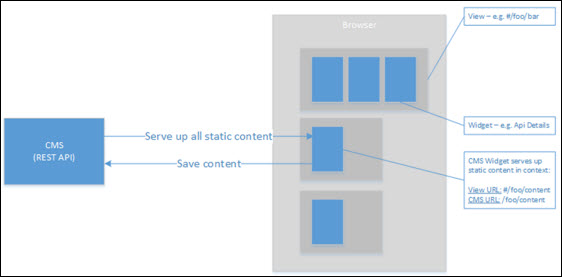 Browser
View – e.g. #/foo/bar
Widget – e.g. Api Details
CMS
(REST API)
Serve up all static content
Save content
CMS Widget serves up
static content in context:
View URL: #/foo/content
CMS URL: /foo/content